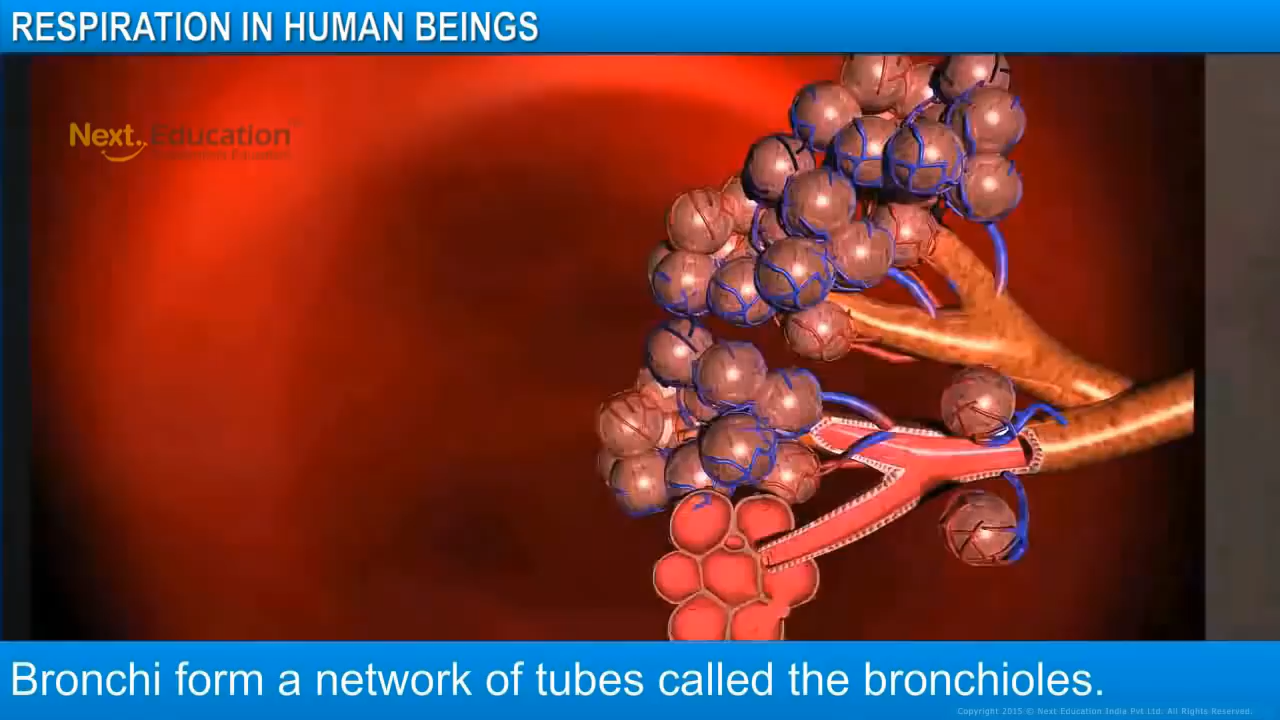 RESPIRATION IN HUMAN BEINGS
Next. Education
Bronchi form a network of tubes called the bronchioles.
Copyright 2015 © Next Education India Pvt Ltd. All Rights Reserved.